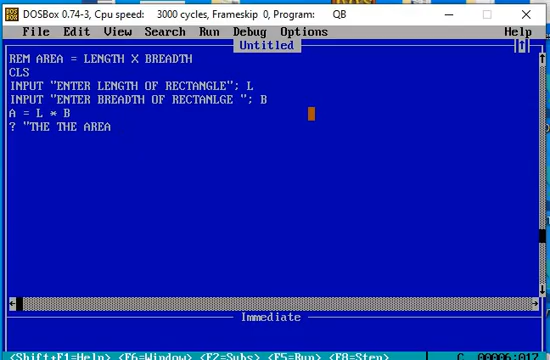 DOSBox 0.74-3, Cpu speed: 3000 cycles, Frameskip 0, Program: QB
File Edit View Search Run Debug Options Help
Untitled
REM AREA = LENGTH X BREADTH
CLS
INPUT "ENTER LENGTH OF RECTANGLE"; L
INPUT "ENTER BREADTH OF RECTANLGE "; B
A = L * B
? "THE THE AREA
Immediate
<Shift+F1=Help> <F6=Window> <F2=Subs> <F5=Run> <F8=Step> C 00006:017